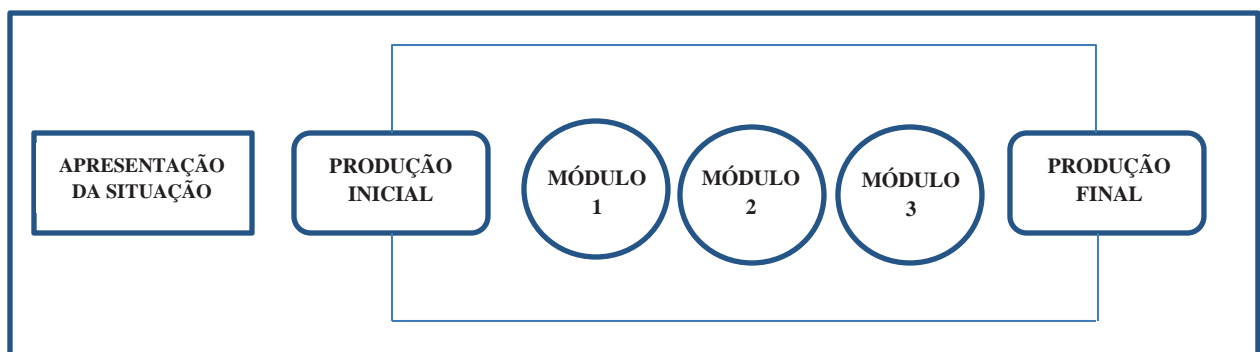 APRESENTAÇÃO
DA SITUAÇÃO
PRODUÇÃO
INICIAL
MÓDULO
1
MÓDULO
2
MÓDULO
3
PRODUÇÃO
FINAL